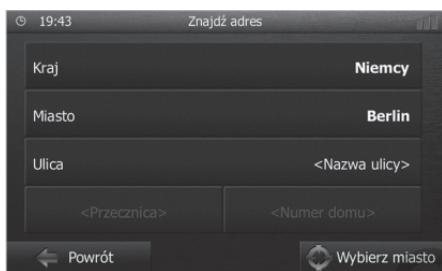 19:43 Znajdź adres
Kraj Niemcy
Miasto Berlin
Ulica <Nazwa ulicy>
<Przecznica> <Numer domu>
Powrót Wybierz miasto